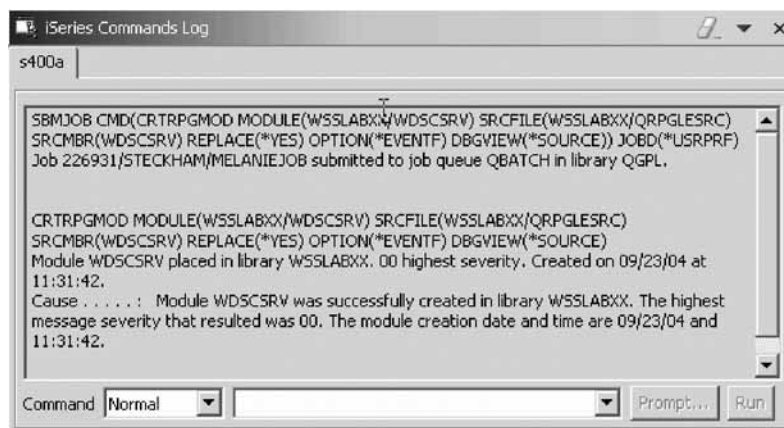 iSeries Commands Log
s400a
SBMJOB CMD(CRTRPGMOD MODULE(WSSLABXX/WDSCSRV) SRCFILE(WSSLABXX/QRPGLESRC)
SRCMBR(WDSCSRV) REPLACE(*YES) OPTION(*EVENTF) DBGVIEW(*SOURCE)) JOBD(*USRPRF)
Job 226931/STECKHAM/MELANIEJOB submitted to job queue QBATCH in library QGPL.
CRTRPGMOD MODULE(WSSLABXX/WDSCSRV) SRCFILE(WSSLABXX/QRPGLESRC)
SRCMBR(WDSCSRV) REPLACE(*YES) OPTION(*EVENTF) DBGVIEW(*SOURCE)
Module WDSCSRV placed in library WSSLABXX. 00 highest severity. Created on 09/23/04 at
11:31:42.
Cause . . . . . :   Module WDSCSRV was successfully created in library WSSLABXX. The highest
message severity that resulted was 00. The module creation date and time are 09/23/04 and
11:31:42.
Command Normal Prompt... Run